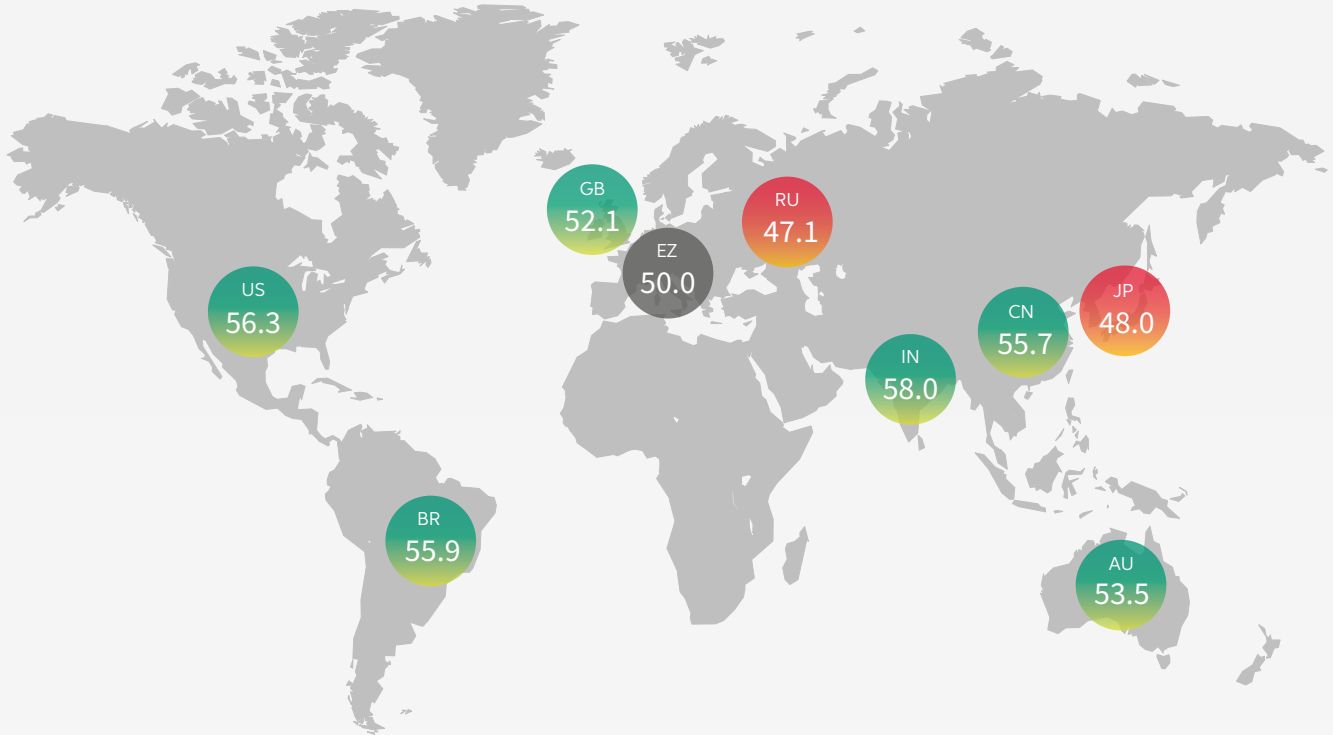 GB
52.1
RU
47.1
EZ
50.0
US
56.3
JP
48.0
CN
55.7
IN
58.0
BR
55.9
AU
53.5